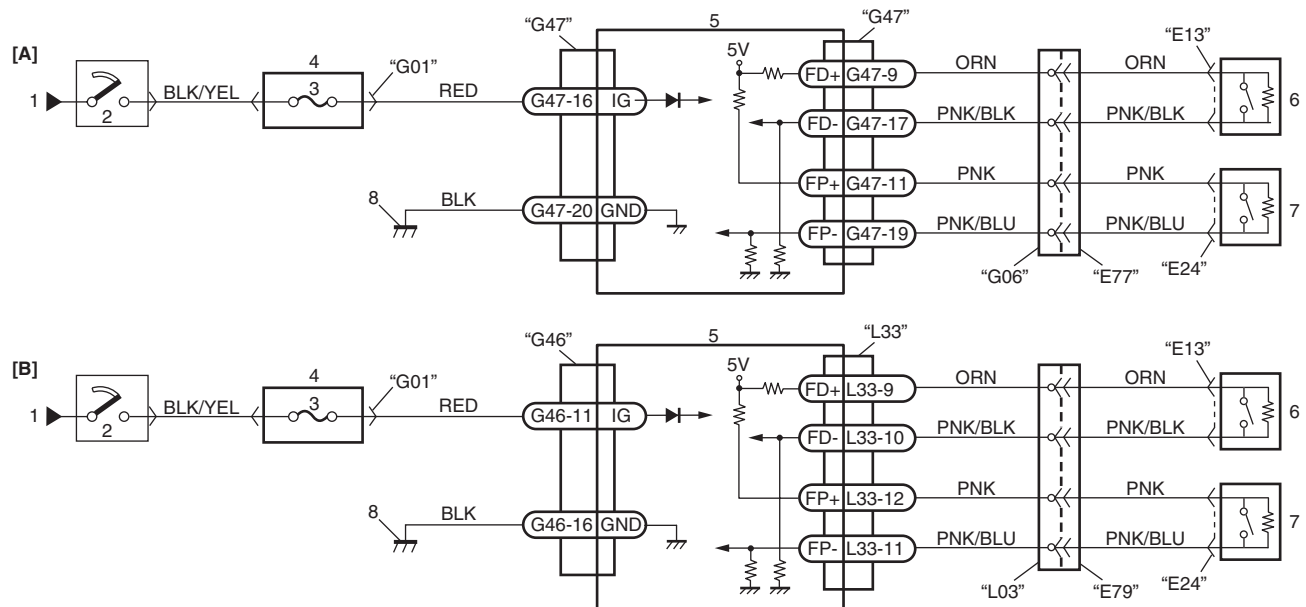 [A]
1
2
BLK/YEL
4
3
“G01”
RED
“G47”
G47-16 IG
8
BLK
G47-20 GND
5
5V
“G47”
FD+ G47-9
FD- G47-17
FP+ G47-11
FP- G47-19
ORN
PNK/BLK
PNK
PNK/BLU
“G06”
“E77”
ORN
PNK/BLK
PNK
PNK/BLU
“E13”
6
7
“E24”
[B]
1
2
BLK/YEL
4
3
“G01”
RED
“G46”
G46-11 IG
8
BLK
G46-16 GND
5
5V
“L33”
FD+ L33-9
FD- L33-10
FP+ L33-12
FP- L33-11
ORN
PNK/BLK
PNK
PNK/BLU
“L03”
“E79”
ORN
PNK/BLK
PNK
PNK/BLU
“E13”
6
7
“E24”